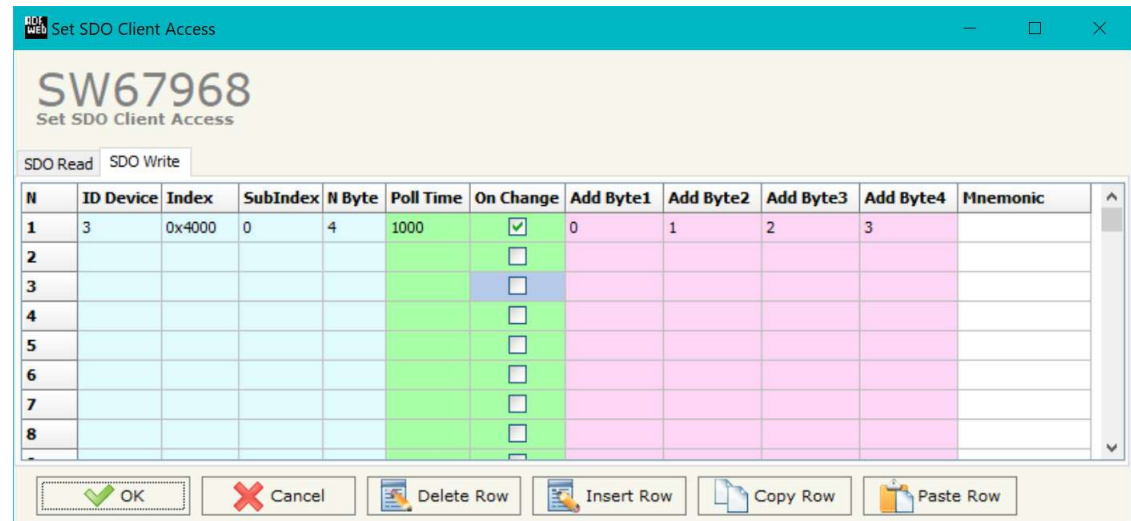 ADF
WEB Set SDO Client Access
SW67968
Set SDO Client Access
SDO Read SDO Write
N ID Device Index SubIndex N Byte Poll Time On Change Add Byte1 Add Byte2 Add Byte3 Add Byte4 Mnemonic
1 3 0x4000 0 4 1000 0 1 2 3
2
3
4
5
6
7
8
OK Cancel Delete Row Insert Row Copy Row Paste Row